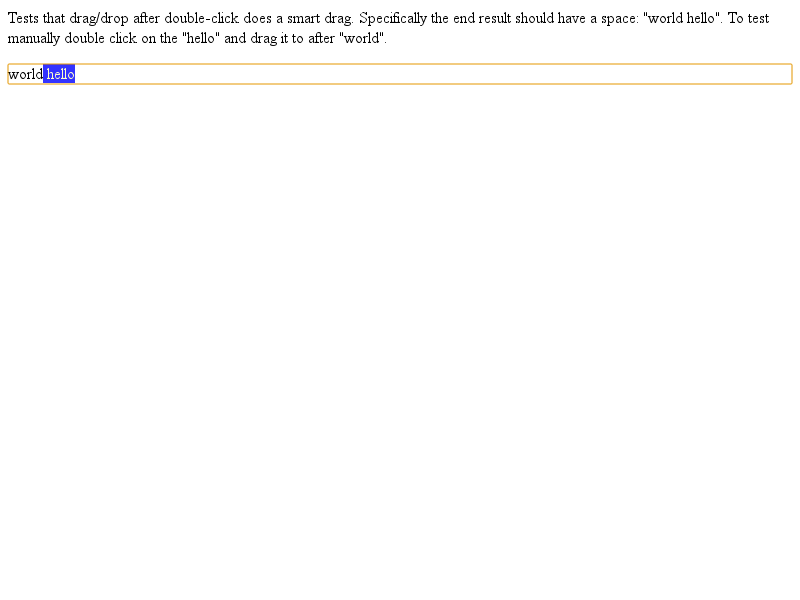 Tests that drag/drop after double-click does a smart drag. Specifically the end result should have a space: "world hello". To test
manually double click on the "hello" and drag it to after "world".
world hello